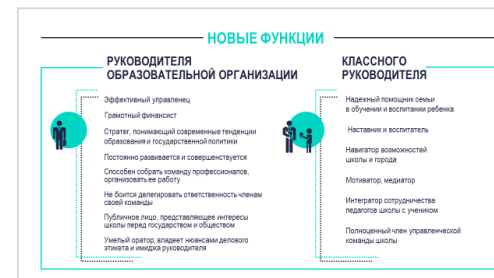 НОВЫЕ ФУНКЦИИ
РУКОВОДИТЕЛЯ
ОБРАЗОВАТЕЛЬНОЙ ОРГАНИЗАЦИИ
Эффективный управленец
Грамотный финансист
Стратег, понимающий современные тенденции
образования и государственной политики
Постоянно развивается и совершенствуется
Способен собрать команду профессионалов,
организовать ее работу
Не боится делегировать ответственность членам
своей команды
Публичное лицо, представляющее интересы
школы перед государством и обществом
Умелый оратор, владеет нюансами делового
этикета и имиджа руководителя
КЛАССНОГО
РУКОВОДИТЕЛЯ
Надежный помощник семьи
в обучении и воспитании ребенка
Наставник и воспитатель
Навигатор возможностей
школы и города
Мотиватор, медиатор
Интегратор сотрудничества
педагогов школы с учеником
Полноценный член управленческой
команды школы